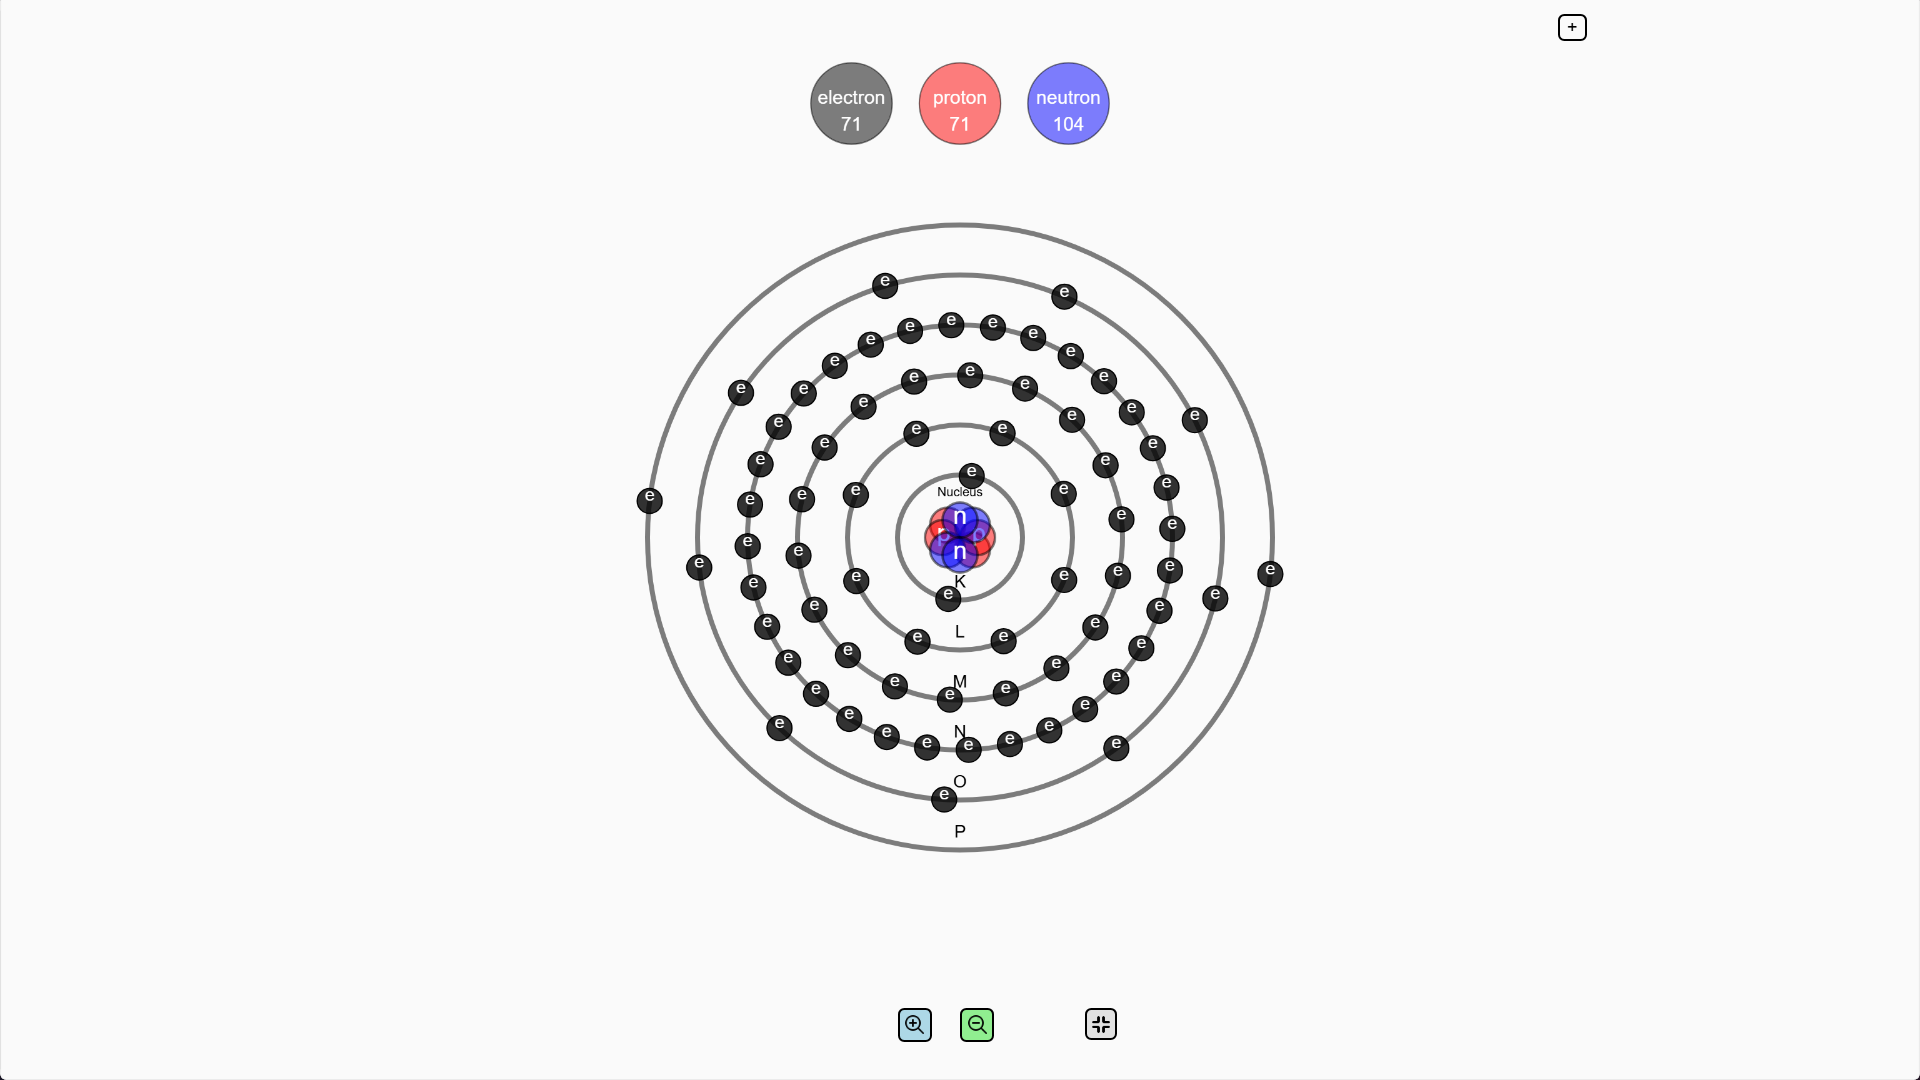 +
electron
71
proton
71
neutron
104
e e
e e e e e e e
e e e e e e e
e e e e e e e
e e e e e e e
e e e e e e e
e e e e e e e
e e e e e e e
e e e e e e e
e e e e e e e
e e e e e e
Nucleus
n
p p
n
K
L
M
N
O
P